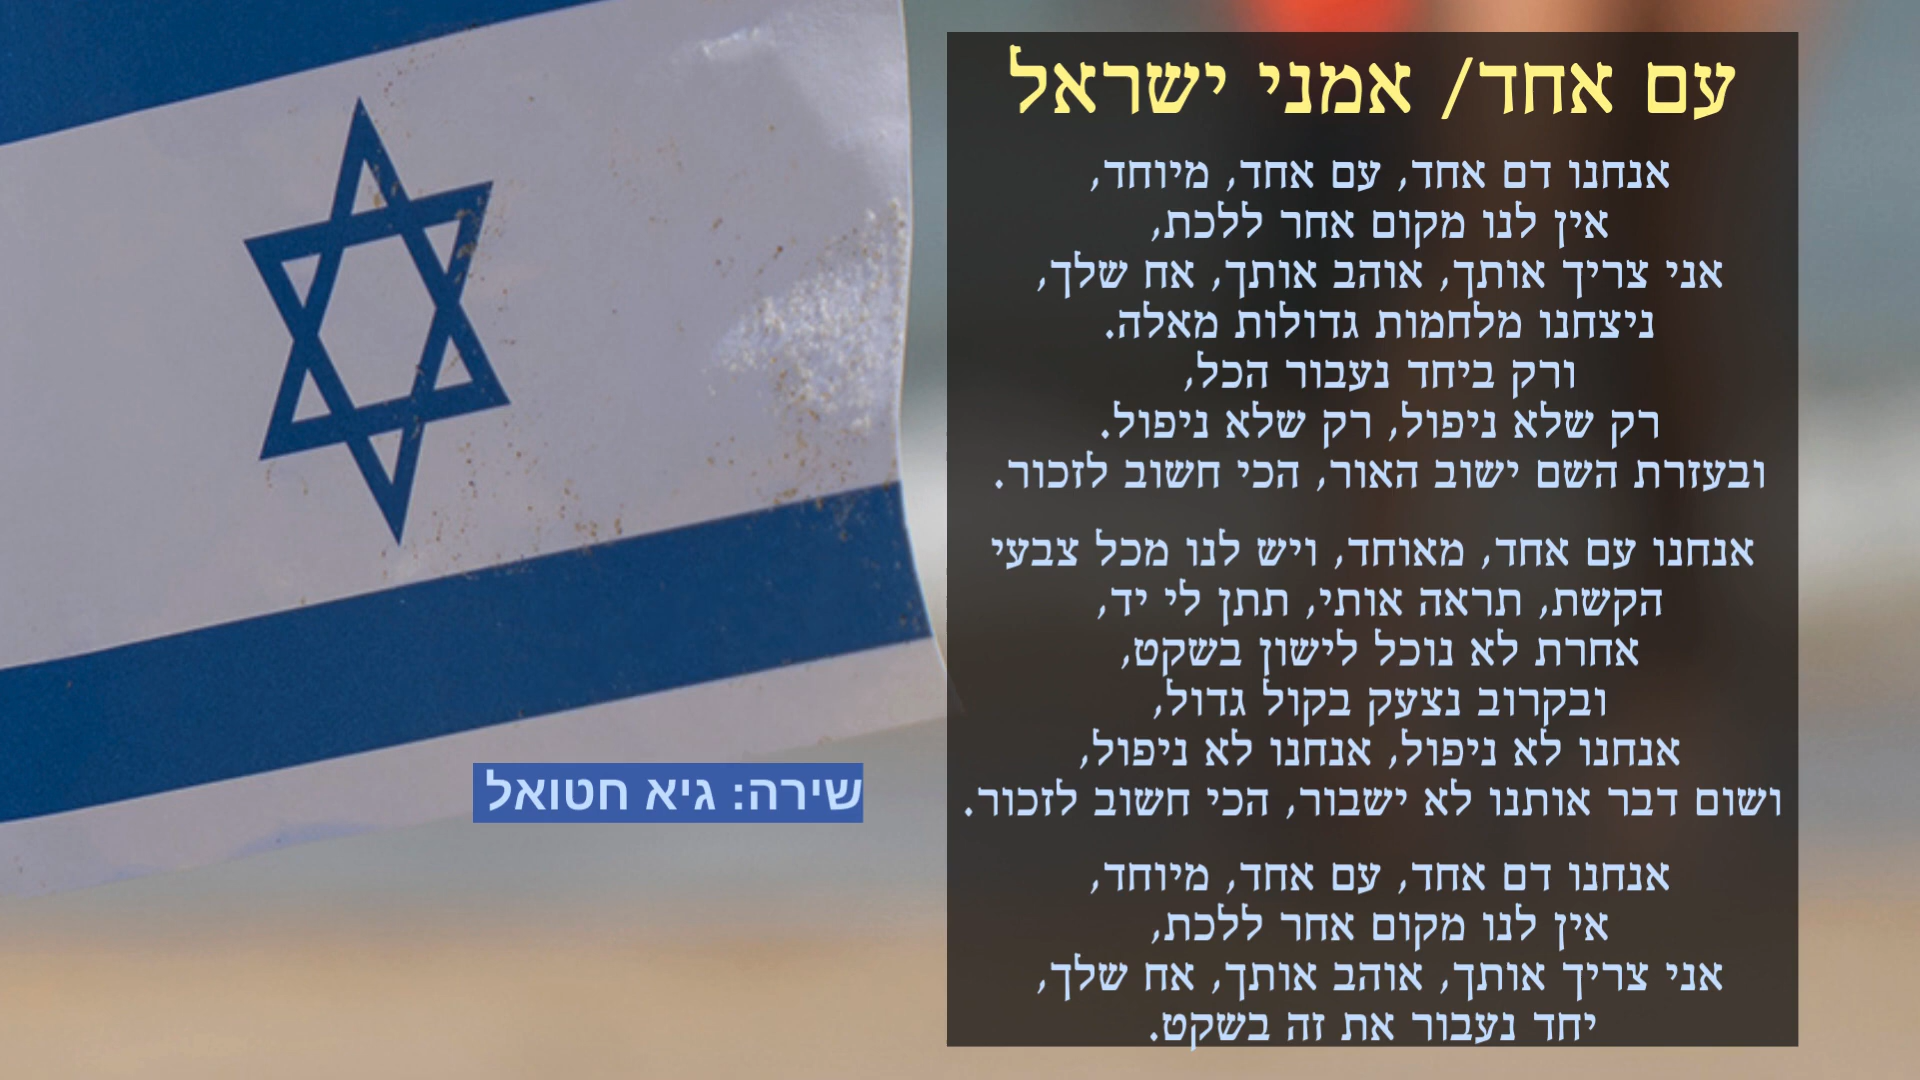 עם אחד/ אמני ישראל
אנחנו דם אחד, עם אחד, מיוחד,
אין לנו מקום אחר ללכת,
אני צריך אותך, אוהב אותך, אח שלך,
ניצחנו מלחמות גדולות מאלה.
ורק ביחד נעבור הכל,
רק שלא ניפול, רק שלא ניפול.
ובעזרת השם ישוב האור, הכי חשוב לזכור.
אנחנו עם אחד, מאוחד, ויש לנו מכל צבעי
הקשת, תראה אותי, תתן לי יד,
אחרת לא נוכל לישון בשקט,
ובקרוב נצעק בקול גדול,
אנחנו לא ניפול, אנחנו לא ניפול,
ושום דבר אותנו לא ישבור, הכי חשוב לזכור.
אנחנו דם אחד, עם אחד, מיוחד,
אין לנו מקום אחר ללכת,
אני צריך אותך, אוהב אותך, אח שלך,
יחד נעבור את זה בשקט.
שירה: גיא חטואל